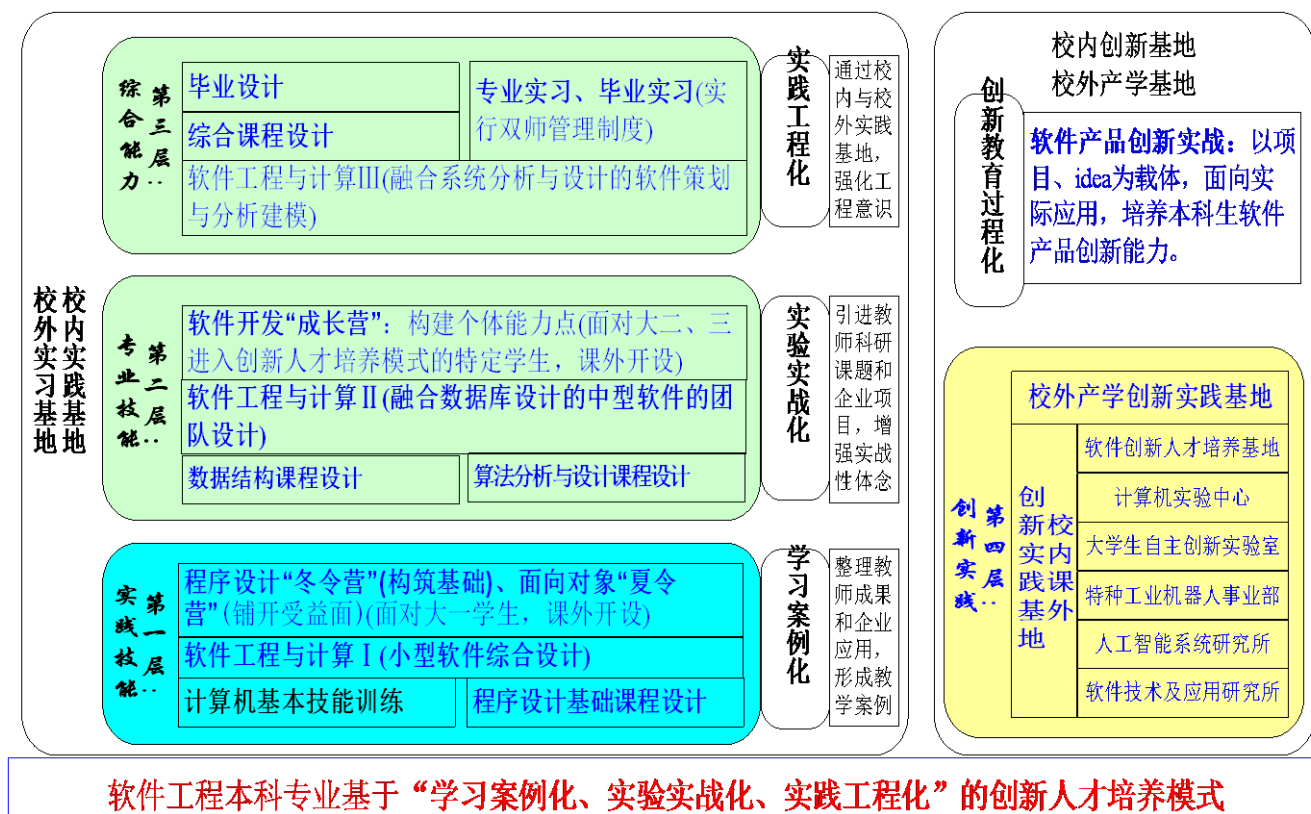 校内实践基地
校外实习基地
第三层：
综合能力
毕业设计
综合课程设计
专业实习、毕业实习(实
行双师管理制度)
软件工程与计算III(融合系统分析与设计的软件策划
与分析建模)
实践工程化
通过校
内与校
外实践
基地，
强化工
程意识
第二层：
专业技能
软件开发“成长营”：构建个体能力点(面对大二、三
进入创新人才培养模式的特定学生，课外开设)
软件工程与计算Ⅱ(融合数据库设计的中型软件的团
队设计)
数据结构课程设计
算法分析与设计课程设计
实验实战化
引进教
师科研
课题和
企业项
目，增
强实战
性体念
第一层：
实践技能
程序设计“冬令营”(构筑基础)、面向对象“夏令
营”(铺开受益面)(面对大一学生，课外开设)
软件工程与计算Ⅰ(小型软件综合设计)
计算机基本技能训练
程序设计基础课程设计
学习案例化
整理教
师成果
和企业
应用，
形成教
学案例
校内创新基地
校外产学基地
创新教育过程化
软件产品创新实战：以项
目、idea为载体，面向实
际应用，培养本科生软件
产品创新能力。
第四层：
创新实践
校外产学创新实践基地
校内课外
创新实践基地
软件创新人才培养基地
计算机实验中心
大学生自主创新实验室
特种工业机器人事业部
人工智能系统研究所
软件技术及应用研究所
软件工程本科专业基于“学习案例化、实验实战化、实践工程化”的创新人才培养模式